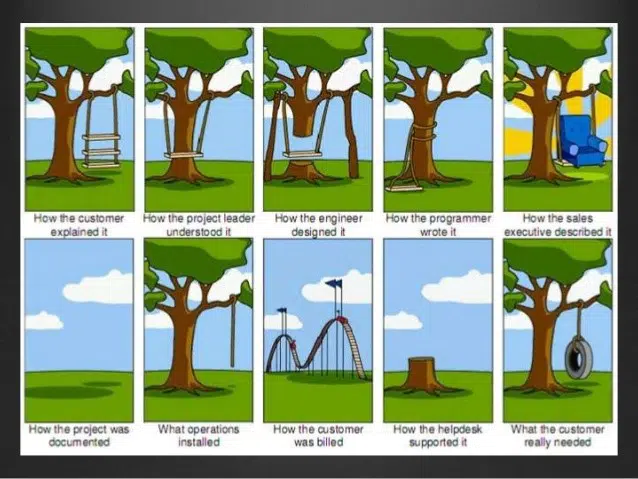 How the customer
explained it
How the project leader
understood it
How the engineer
designed it
How the programmer
wrote it
How the sales
executive described it
How the project was
documented
What operations
installed
How the customer
was billed
How the helpdesk
supported it
What the customer
really needed